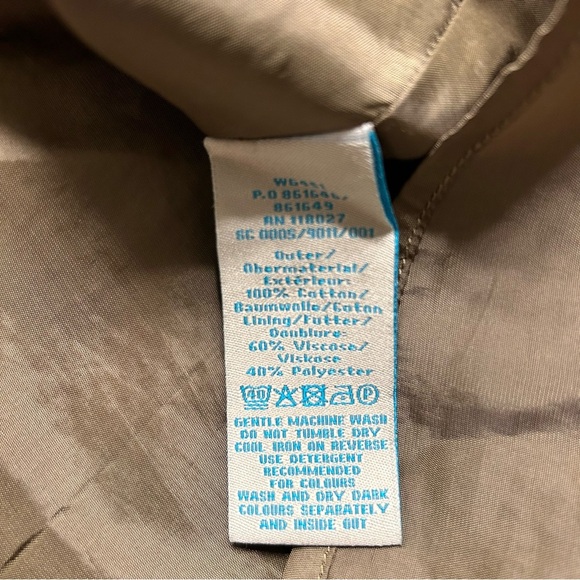 P.O 861646/
861649
AN 118027
SC 0005/9011/001
Outer/
Obermaterial/
Extérieur:
100% Cotton/
Baumwolle/Coton
Lining/Futter/
Doublure:
60% Viscose/
Viskose
40% Polyester
40 P
GENTLE MACHINE WASH
DO NOT TUMBLE DRY
COOL IRON ON REVERSE
USE DETERGENT
RECOMMENDED
FOR COLOURS
WASH AND DRY DARK
COLOURS SEPARATELY
AND INSIDE OUT